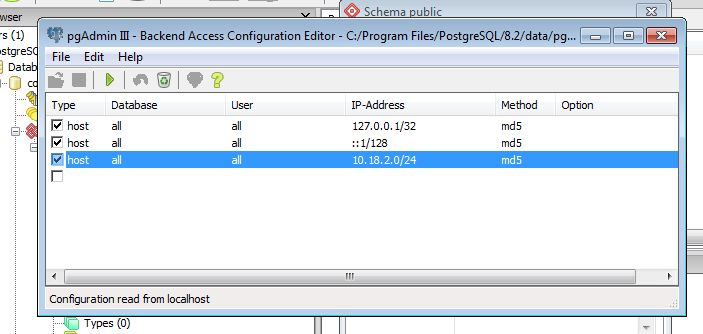 Schema public
owser
pgAdmin III - Backend Access Configuration Editor - C:/Program Files/PostgreSQL/8.2/data/pg...
rs (1)
File Edit Help
ostgreSQ
Datab
co
Type Database User IP-Address Method Option
host all all 127.0.0.1/32 md5
host all all ::1/128 md5
host all all 10.18.2.0/24 md5
Configuration read from localhost
Types (0)